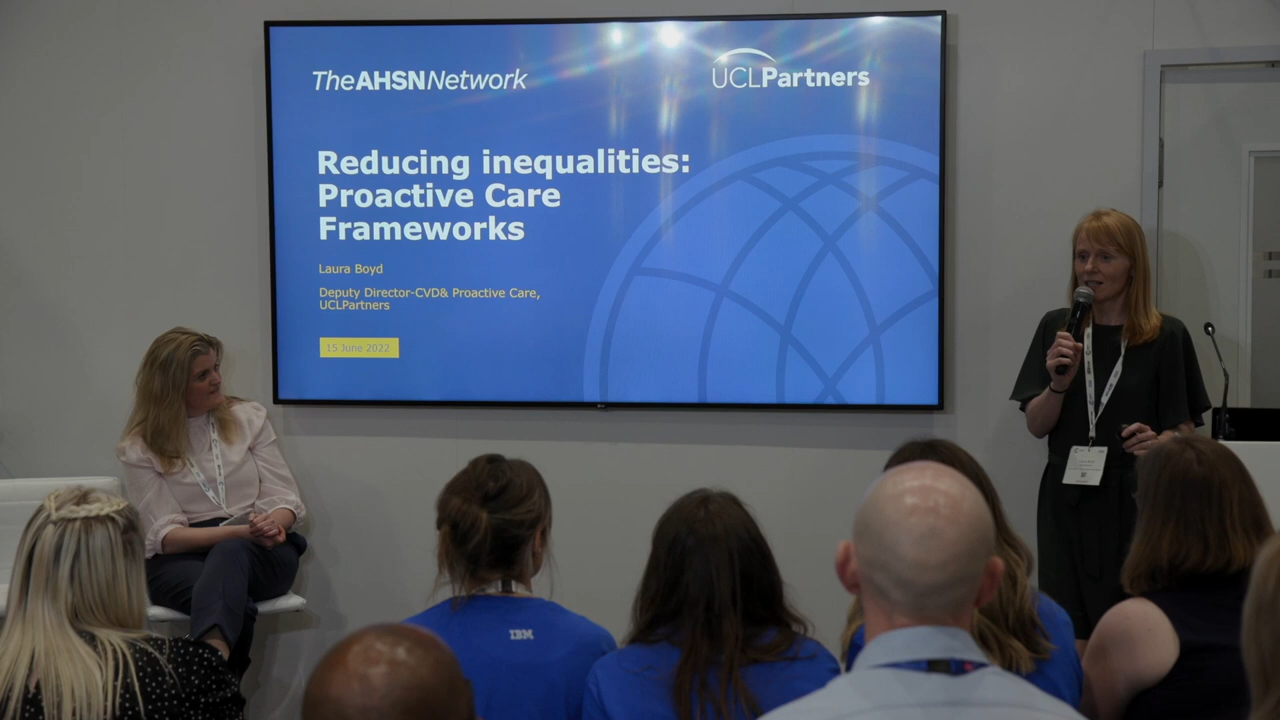 TheAHSNNetwork
UCLPartners
Reducing inequalities:
Proactive Care
Frameworks
Laura Boyd
Deputy Director-CVD& Proactive Care,
UCLPartners
15 June 2022
IBM